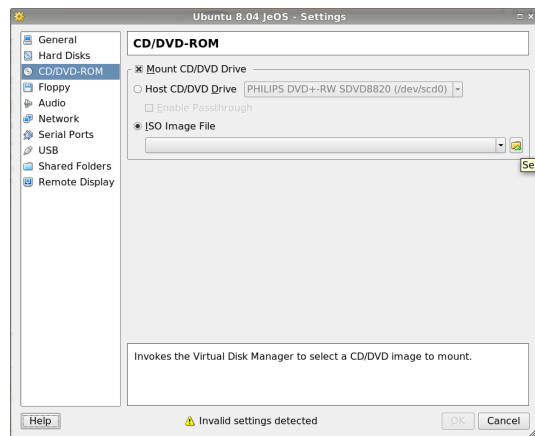 Ubuntu 8.04 JeOS - Settings
General
Hard Disks
CD/DVD-ROM
Floppy
Audio
Network
Serial Ports
USB
Shared Folders
Remote Display
CD/DVD-ROM
Mount CD/DVD Drive
Host CD/DVD Drive PHILIPS DVD+-RW SDVD8820 (/dev/scd0)
Enable Passthrough
ISO Image File
Se
Invokes the Virtual Disk Manager to select a CD/DVD image to mount.
Help
Invalid settings detected
OK
Cancel